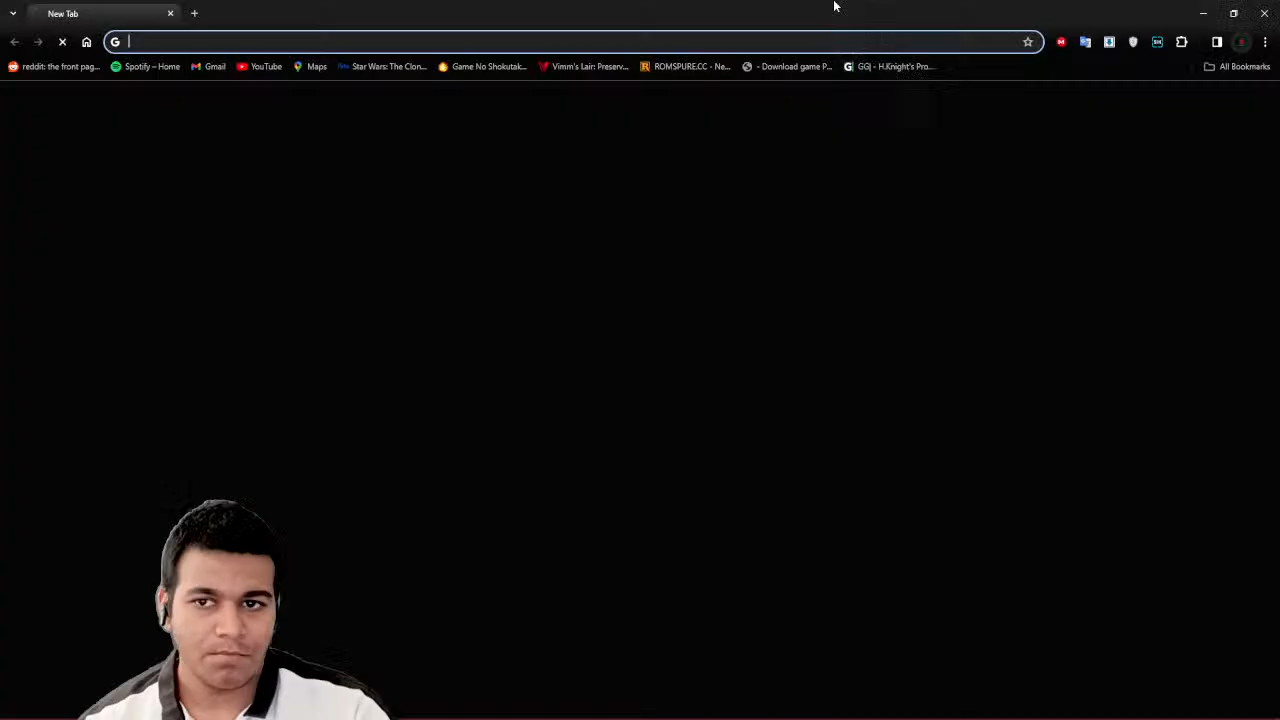 New Tab
reddit: the front pag...
Spotify – Home
Gmail
YouTube
Maps
Star Wars: The Clon...
Game No Shokutak...
Vimm's Lair: Preserv...
ROMSPURE.CC - Ne...
- Download game P...
GG| - H.Knight's Pro...
All Bookmarks